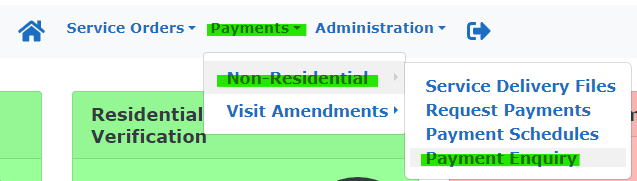 Service Orders Payments Administration
Non-Residential
Visit Amendments
Service Delivery Files
Request Payments
Payment Schedules
Payment Enquiry
Residential
Verification